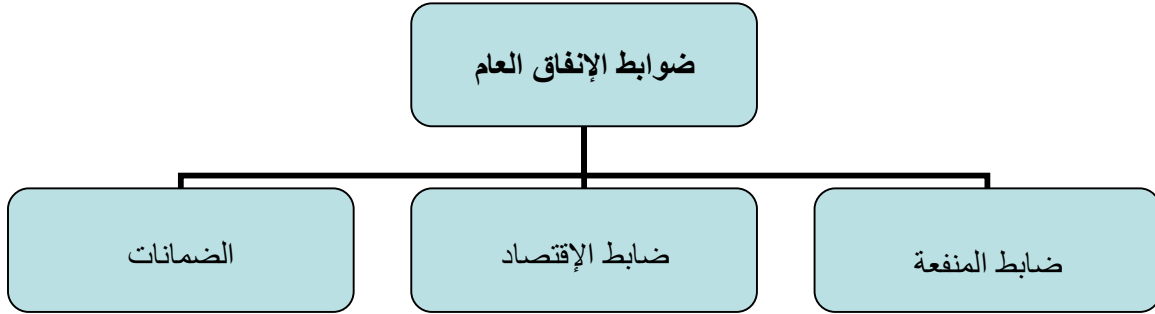 ضوابط الإنفاق العام
ضابط المنفعة
ضابط الإقتصاد
الضمانات